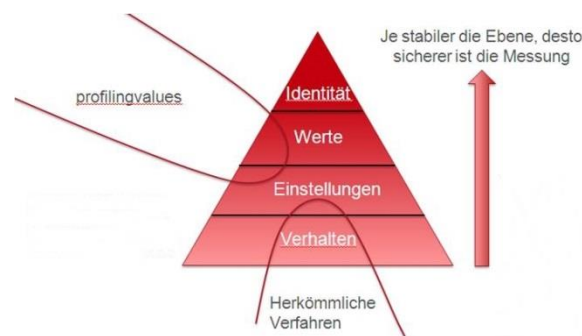 Je stabiler die Ebene, desto
sicherer ist die Messung
profilingvalues
Identität
Werte
Einstellungen
Verhalten
Herkömmliche
Verfahren